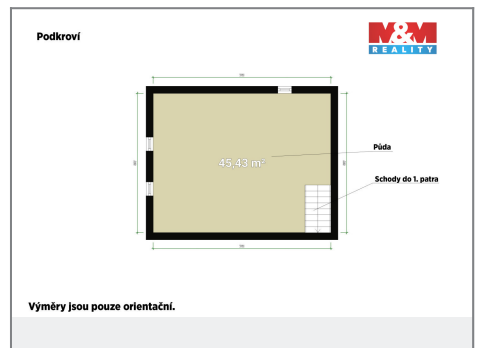 Podkroví
M&M
REALITY
45,43 m²
Půda
Schody do 1. patra
Výměry jsou pouze orientační.